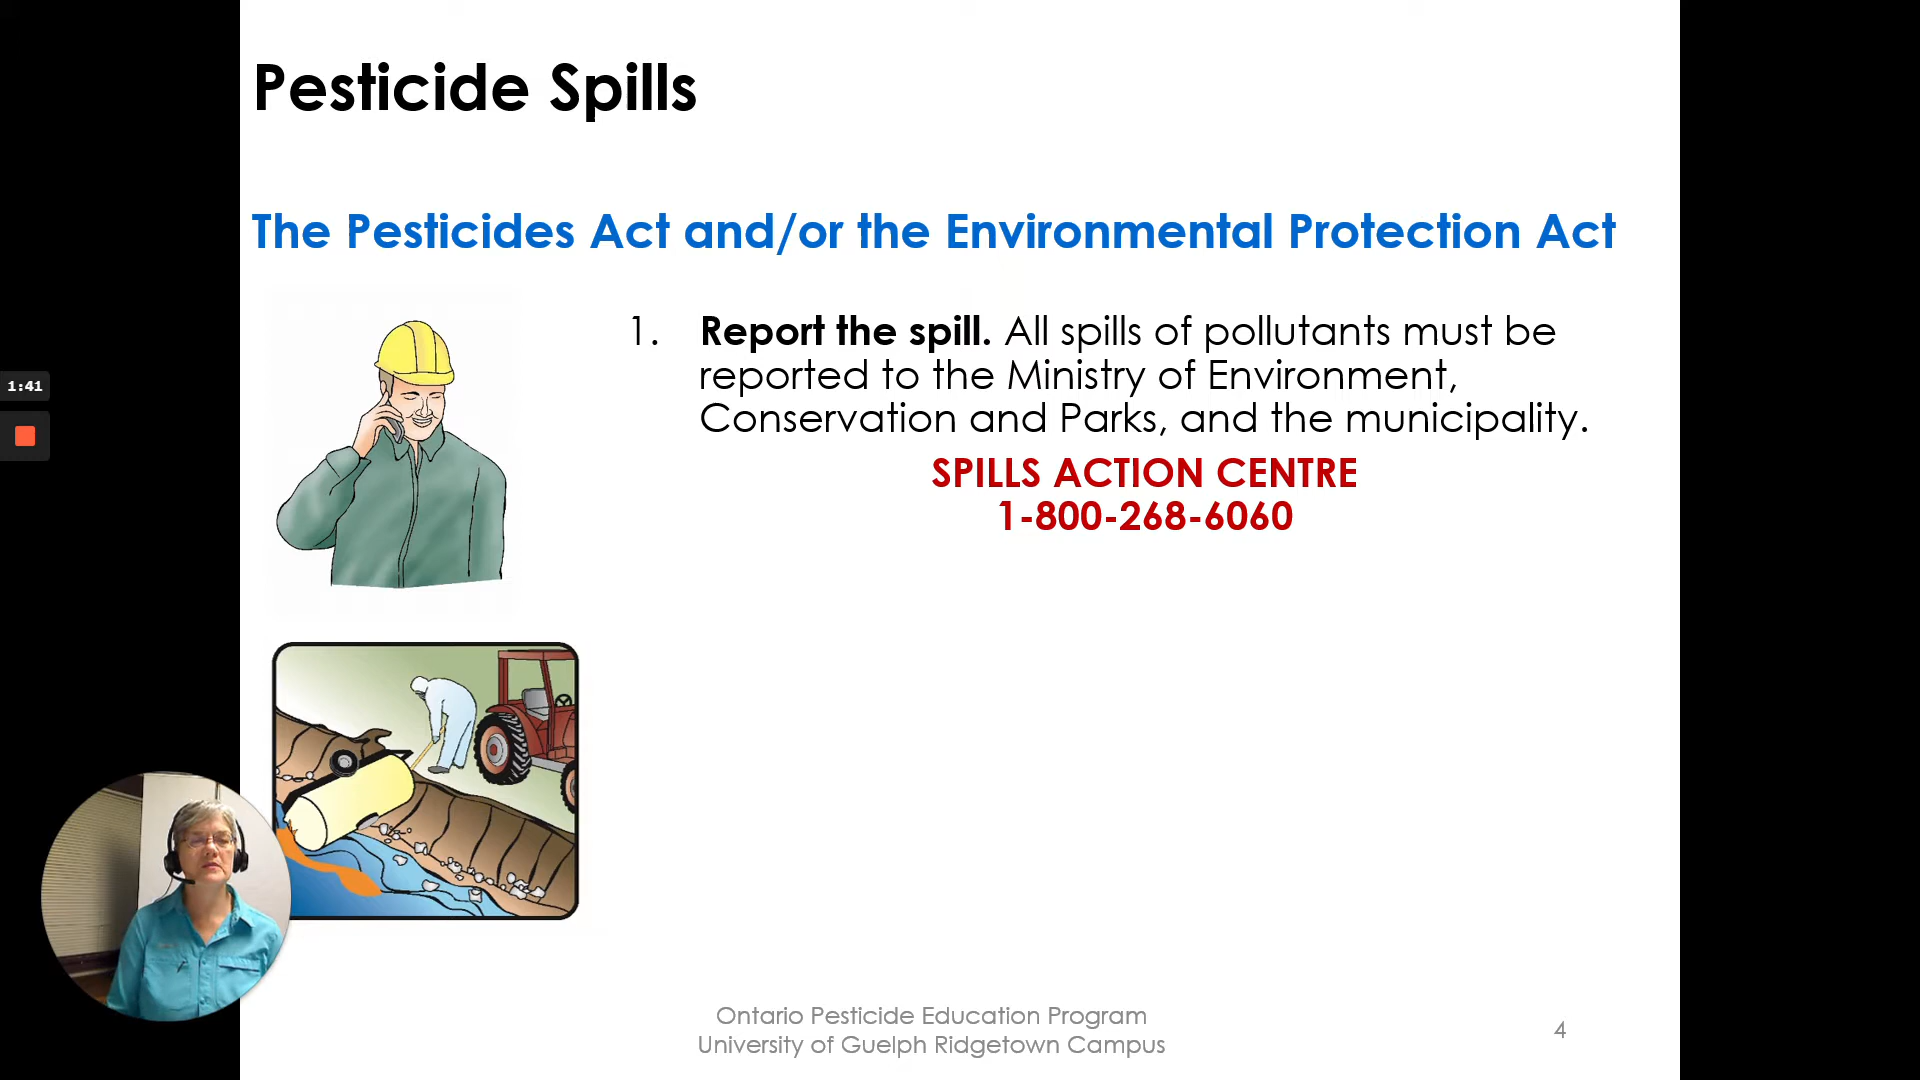 Pesticide Spills
The Pesticides Act and/or the Environmental Protection Act
1. Report the spill. All spills of pollutants must be
reported to the Ministry of Environment,
Conservation and Parks, and the municipality.
SPILLS ACTION CENTRE
1-800-268-6060
1:41
Ontario Pesticide Education Program
University of Guelph Ridgetown Campus
4